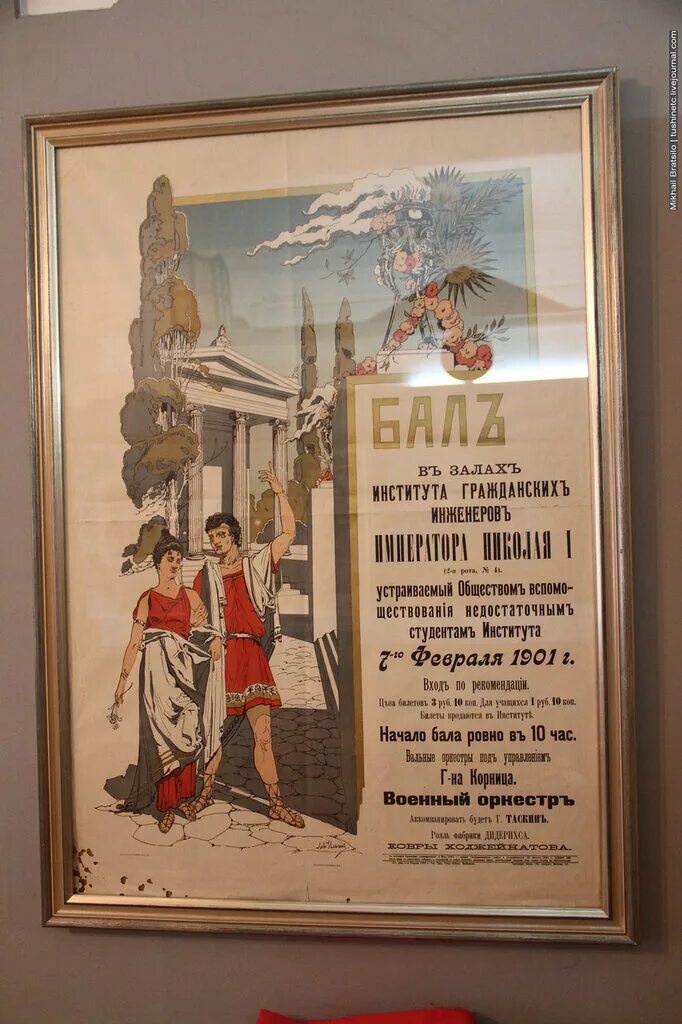 БАЛЪ
ВЪ ЗАЛАХЪ
ИНСТИТУТА ГРАЖДАНСКИХЪ
ИНЖЕНЕРОВЪ
ИМПЕРАТОРА НИКОЛАЯ I
(2-я рота, № 4).
устраиваемый Обществомъ вспомо-
ществованія недостаточнымъ
студентамъ Института
7-го Февраля 1901 г.
Входъ по рекомендаціи.
Цѣна билетовъ 3 руб. 10 коп. Для учащихся 1 руб. 10 коп.
Билеты продаются въ Институтѣ.
Начало бала ровно въ 10 час.
Бальные оркестры подъ управленіемъ
Г-на Корница.
Военный оркестръ
Аккомпанировать будетъ Г. ТАСКИНЪ.
Рояль фабрики ДИДЕРИХСА.
КОВРЫ ХОДЖЕЙНАТОВА.
Mikhail Bratsilo | tushinetc.livejournal.com